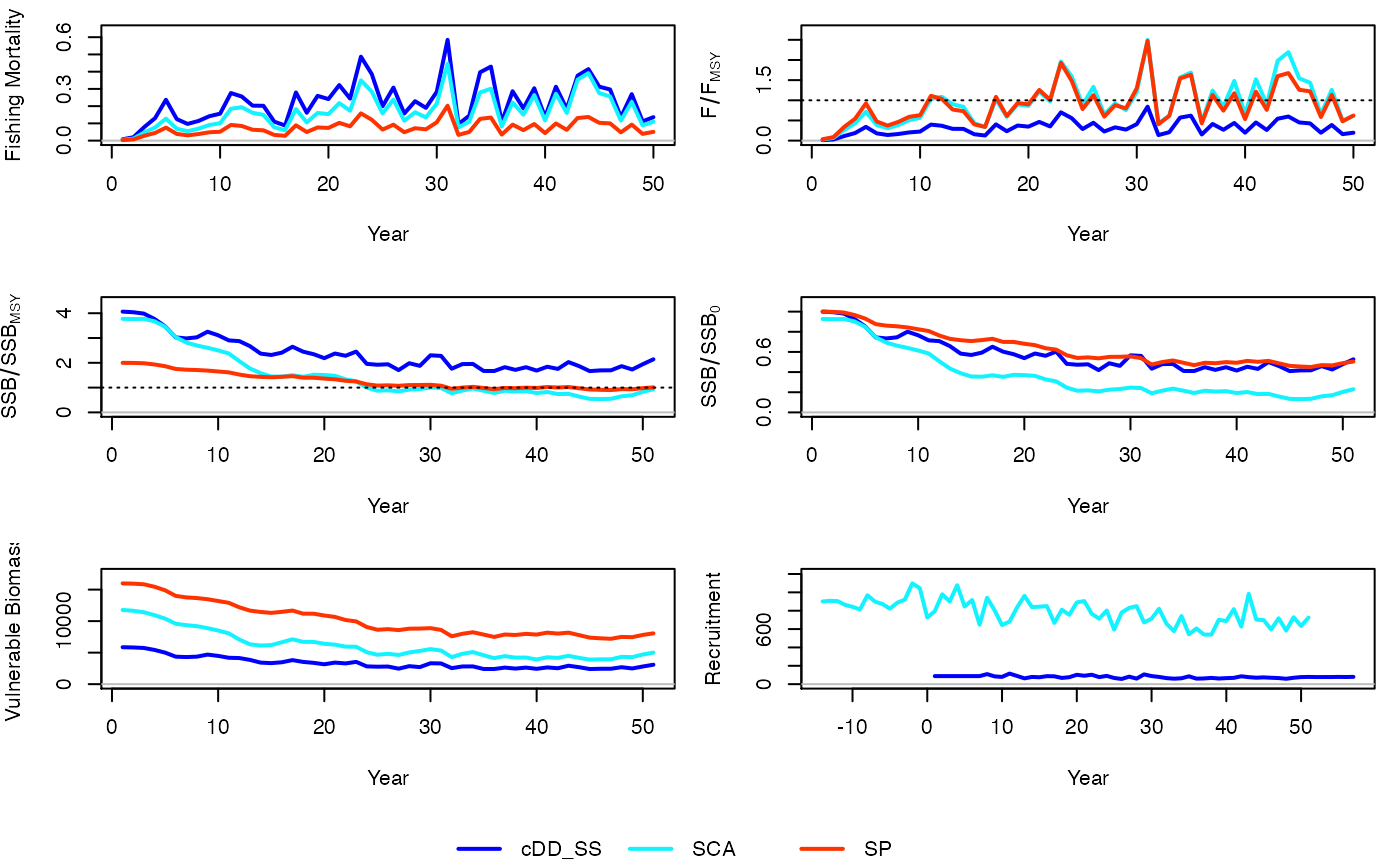 Fishing Mortality
0.0 0.3 0.6
0 10 20 30 40 50
Year
F/FMSY
0.0 1.5
0 10 20 30 40 50
Year
SSB/SSBMSY
0 2 4
0 10 20 30 40 50
Year
SSB/SSB0
0.0 0.6
0 10 20 30 40 50
Year
Vulnerable Biomass
0 10000
0 10 20 30 40 50
Year
Recruitment
0 600
-10 0 10 20 30 40 50
Year
cDD_SS SCA SP